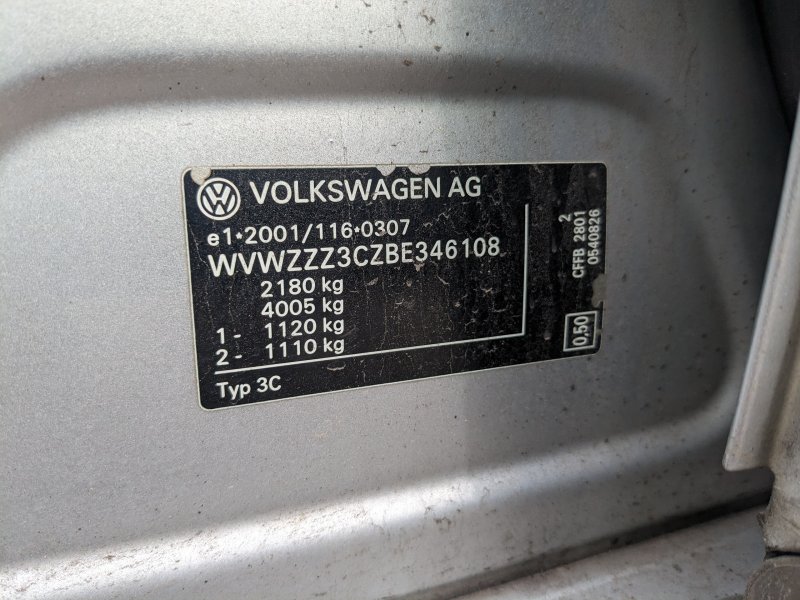 VOLKSWAGEN AG
e1*2001/116*0307
WVWZZZ3CZBE346108
2180 kg
4005 kg
1- 1120 kg
2- 1110 kg
Typ 3C
2
CFFB 2801
0540826
0,50